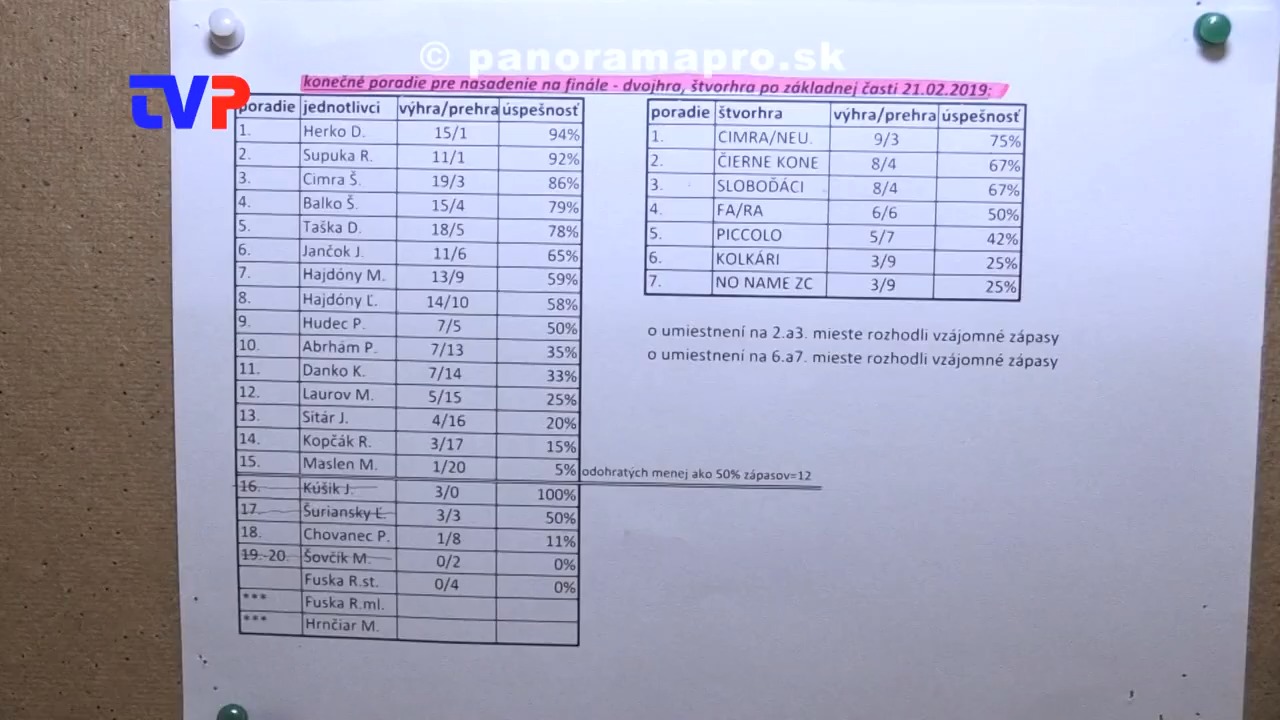 © panoramapro.sk
TVP
konečné poradie pre nasadenie na finále - dvojhra, štvorhra po základnej časti 21.02.2019:
poradie jednotlivci výhra/prehra úspešnosť
1. Herko D. 15/1 94%
2. Supuka R. 11/1 92%
3. Cimra Š. 19/3 86%
4. Balko Š. 15/4 79%
5. Taška D. 18/5 78%
6. Jančok J. 11/6 65%
7. Hajdóny M. 13/9 59%
8. Hajdóny Ľ. 14/10 58%
9. Hudec P. 7/5 50%
10. Abrhám P. 7/13 35%
11. Danko K. 7/14 33%
12. Laurov M. 5/15 25%
13. Sitár J. 4/16 20%
14. Kopčák R. 3/17 15%
15. Maslen M. 1/20 5% odohratých menej ako 50% zápasov=12
16. Kúšik J. 3/0 100%
17. Šuriansky Ľ. 3/3 50%
18. Chovanec P. 1/8 11%
19.-20. Šovčík M. 0/2 0%
Fuska R.st. 0/4 0%
*** Fuska R.ml.
*** Hrnčiar M.
poradie štvorhra výhra/prehra úspešnosť
1. CIMRA/NEU. 9/3 75%
2. ČIERNE KONE 8/4 67%
3. SLOBOĎÁCI 8/4 67%
4. FA/RA 6/6 50%
5. PICCOLO 5/7 42%
6. KOLKÁRI 3/9 25%
7. NO NAME ZC 3/9 25%
o umiestnení na 2.a3. mieste rozhodli vzájomné zápasy
o umiestnení na 6.a7. mieste rozhodli vzájomné zápasy